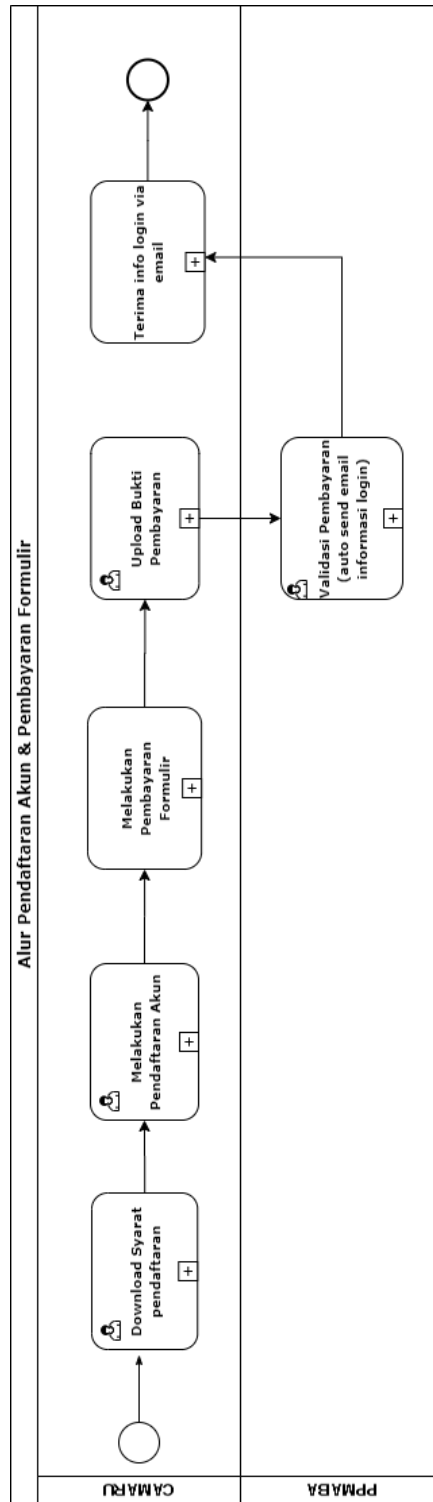 Alur Pendaftaran Akun & Pembayaran Formulir
CAMARU
Download Syarat
pendaftaran
Melakukan
Pendaftaran Akun
Melakukan
Pembayaran
Formulir
Upload Bukti
Pembayaran
Terima info login via
email
PPMABA
Validasi Pembayaran
(auto send email
informasi login)